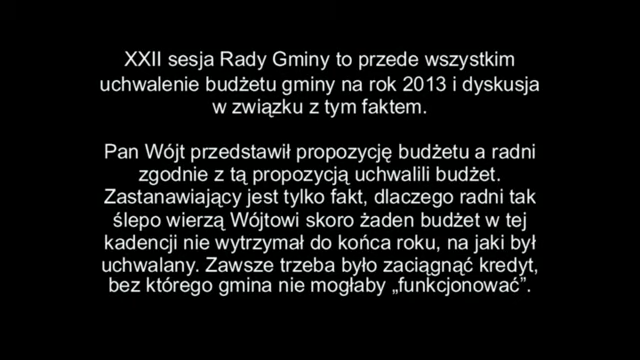 XXII sesja Rady Gminy to przede wszystkim
uchwalenie budżetu gminy na rok 2013 i dyskusja
w związku z tym faktem.
Pan Wójt przedstawił propozycję budżetu a radni
zgodnie z tą propozycją uchwalili budżet.
Zastanawiający jest tylko fakt, dlaczego radni tak
ślepo wierzą Wójtowi skoro żaden budżet w tej
kadencji nie wytrzymał do końca roku, na jaki był
uchwalany. Zawsze trzeba było zaciągnąć kredyt,
bez którego gmina nie mogłaby „funkcjonować”.